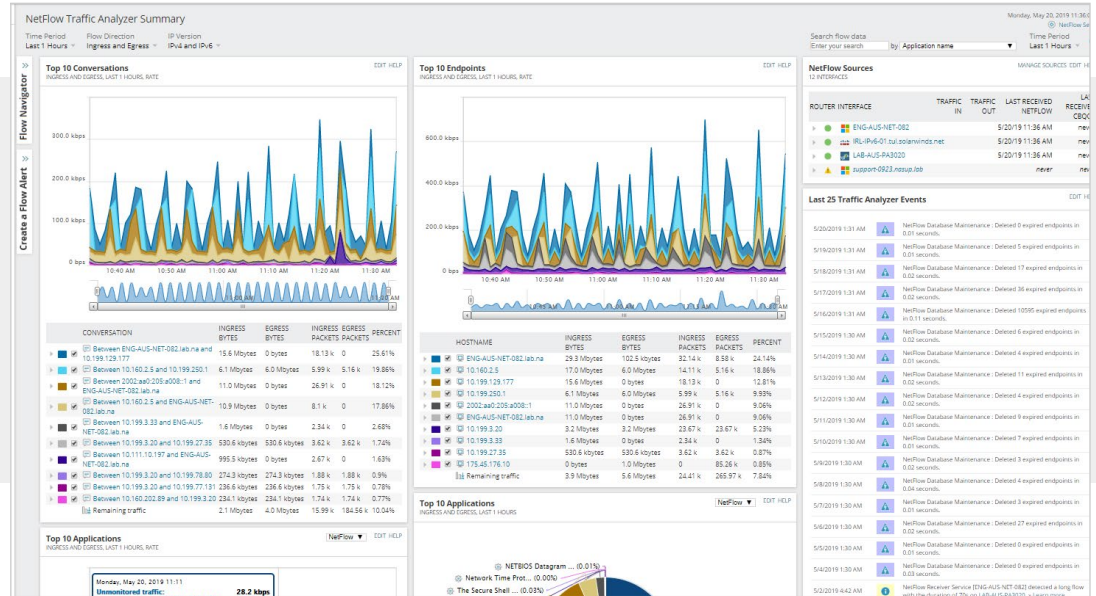 NetFlow Traffic Analyzer Summary
Monday, May 20, 2019 11:36:0
NetFlow Se
Time Period Flow Direction IP Version
Last 1 Hours Ingress and Egress IPv4 and IPv6
Search flow data Time Period
Enter your search by Application name Last 1 Hours
Flow Navigator
Create a Flow Alert
Top 10 Conversations EDIT HELP
INGRESS AND EGRESS, LAST 1 HOURS, RATE
300.0 kbps
200.0 kbps
100.0 kbps
0 bps
10:40 AM 10:50 AM 11:00 AM 11:10 AM 11:20 AM 11:30 AM
CONVERSATION INGRESS BYTES EGRESS BYTES INGRESS PACKETS EGRESS PACKETS PERCENT
Between ENG-AUS-NET-082.lab.na and 10.199.129.177 15.6 Mbytes 0 bytes 18.13 k 0 25.61%
Between 10.160.2.5 and 10.199.250.1 6.1 Mbytes 6.0 Mbytes 5.99 k 5.16 k 19.86%
Between 2002:aa0:205:a008::1 and ENG-AUS-NET-082.lab.na 11.0 Mbytes 0 bytes 26.91 k 0 18.12%
Between 10.160.2.5 and ENG-AUS-NET-082.lab.na 10.9 Mbytes 0 bytes 8.1 k 0 17.86%
Between 10.199.3.33 and ENG-AUS-NET-082.lab.na 1.6 Mbytes 0 bytes 2.34 k 0 2.68%
Between 10.199.3.20 and 10.199.27.35 530.6 kbytes 530.6 kbytes 3.62 k 3.62 k 1.74%
Between 10.111.10.197 and ENG-AUS-NET-082.lab.na 995.5 kbytes 0 bytes 2.67 k 0 1.63%
Between 10.199.3.20 and 10.199.78.80 274.3 kbytes 274.3 kbytes 1.88 k 1.88 k 0.9%
Between 10.199.3.20 and 10.199.77.131 236.6 kbytes 236.6 kbytes 1.75 k 1.75 k 0.78%
Between 10.160.202.89 and 10.199.3.20 234.1 kbytes 234.1 kbytes 1.74 k 1.74 k 0.77%
Remaining traffic 2.1 Mbytes 4.0 Mbytes 15.99 k 184.56 k 10.04%
Top 10 Applications NetFlow EDIT HELP
INGRESS AND EGRESS, LAST 1 HOURS, RATE
Monday, May 20, 2019 11:11
Unmonitored traffic: 28.2 kbps
Top 10 Endpoints EDIT HELP
INGRESS AND EGRESS, LAST 1 HOURS, RATE
600.0 kbps
400.0 kbps
200.0 kbps
0 bps
10:40 AM 10:50 AM 11:00 AM 11:10 AM 11:20 AM 11:30 AM
HOSTNAME INGRESS BYTES EGRESS BYTES INGRESS PACKETS EGRESS PACKETS PERCENT
ENG-AUS-NET-082.lab.na 29.3 Mbytes 102.5 kbytes 32.14 k 8.58 k 24.14%
10.160.2.5 17.0 Mbytes 6.0 Mbytes 14.11 k 5.16 k 18.86%
10.199.129.177 15.6 Mbytes 0 bytes 18.13 k 0 12.81%
10.199.250.1 6.1 Mbytes 6.0 Mbytes 5.99 k 5.16 k 9.93%
2002:aa0:205:a008::1 11.0 Mbytes 0 bytes 26.91 k 0 9.06%
ENG-AUS-NET-082.lab.na 11.0 Mbytes 0 bytes 26.91 k 0 9.06%
10.199.3.20 3.2 Mbytes 3.2 Mbytes 23.67 k 23.67 k 5.23%
10.199.3.33 1.6 Mbytes 0 bytes 2.34 k 0 1.34%
10.199.27.35 530.6 kbytes 530.6 kbytes 3.62 k 3.62 k 0.87%
175.45.176.10 0 bytes 1.0 Mbytes 0 85.26 k 0.85%
Remaining traffic 3.9 Mbytes 5.6 Mbytes 24.41 k 265.97 k 7.84%
Top 10 Applications NetFlow EDIT HELP
INGRESS AND EGRESS, LAST 1 HOURS
NETBIOS Datagram ... (0.01%)
Network Time Prot... (0.00%)
The Secure Shell ... (0.03%)
NetFlow Sources MANAGE SOURCES EDIT HE
12 INTERFACES
ROUTER INTERFACE TRAFFIC IN TRAFFIC OUT LAST RECEIVED NETFLOW LAS RECEIVE CBQO
ENG-AUS-NET-082 5/20/19 11:36 AM nev
IRL-IPv6-01.tul.solarwinds.net 5/20/19 11:36 AM nev
LAB-AUS-PA3020 5/20/19 11:36 AM nev
support-0923.nosup.lab never nev
Last 25 Traffic Analyzer Events EDIT HE
5/20/2019 1:31 AM NetFlow Database Maintenance : Deleted 0 expired endpoints in 0.01 seconds.
5/19/2019 1:31 AM NetFlow Database Maintenance : Deleted 5 expired endpoints in 0.01 seconds.
5/18/2019 1:31 AM NetFlow Database Maintenance : Deleted 17 expired endpoints in 0.02 seconds.
5/17/2019 1:31 AM NetFlow Database Maintenance : Deleted 36 expired endpoints in 0.02 seconds.
5/16/2019 1:31 AM NetFlow Database Maintenance : Deleted 10595 expired endpoints in 0.11 seconds.
5/15/2019 1:30 AM NetFlow Database Maintenance : Deleted 6 expired endpoints in 0.02 seconds.
5/14/2019 1:30 AM NetFlow Database Maintenance : Deleted 4 expired endpoints in 0.01 seconds.
5/13/2019 1:30 AM NetFlow Database Maintenance : Deleted 11 expired endpoints in 0.02 seconds.
5/12/2019 1:30 AM NetFlow Database Maintenance : Deleted 4 expired endpoints in 0.02 seconds.
5/11/2019 1:30 AM NetFlow Database Maintenance : Deleted 9 expired endpoints in 0.01 seconds.
5/10/2019 1:30 AM NetFlow Database Maintenance : Deleted 7 expired endpoints in 0.01 seconds.
5/9/2019 1:30 AM NetFlow Database Maintenance : Deleted 3 expired endpoints in 0.02 seconds.
5/8/2019 1:30 AM NetFlow Database Maintenance : Deleted 4 expired endpoints in 0.04 seconds.
5/7/2019 1:30 AM NetFlow Database Maintenance : Deleted 3 expired endpoints in 0.01 seconds.
5/6/2019 1:30 AM NetFlow Database Maintenance : Deleted 27 expired endpoints in 0.02 seconds.
5/5/2019 1:30 AM NetFlow Database Maintenance : Deleted 0 expired endpoints in 0.01 seconds.
5/4/2019 1:30 AM NetFlow Database Maintenance : Deleted 0 expired endpoints in 0.03 seconds.
5/2/2019 4:42 AM NetFlow Receiver Service [ENG-AUS-NET-082] detected a long flow with the duration of 70s on LAB-AUS-PA3020. » Learn more